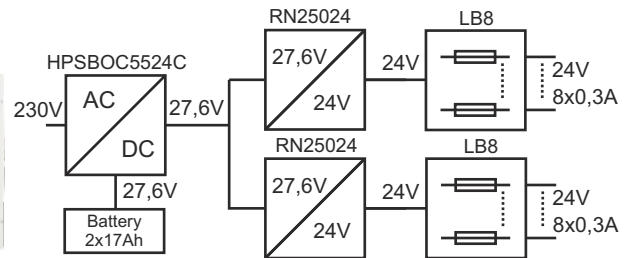 RN25024
LB8
HPSBOC5524C
27,6V
24V
24V
24V
8x0,3A
230V
AC
DC
27,6V
27,6V
Battery
2x17Ah
RN25024
LB8
27,6V
24V
24V
24V
8x0,3A